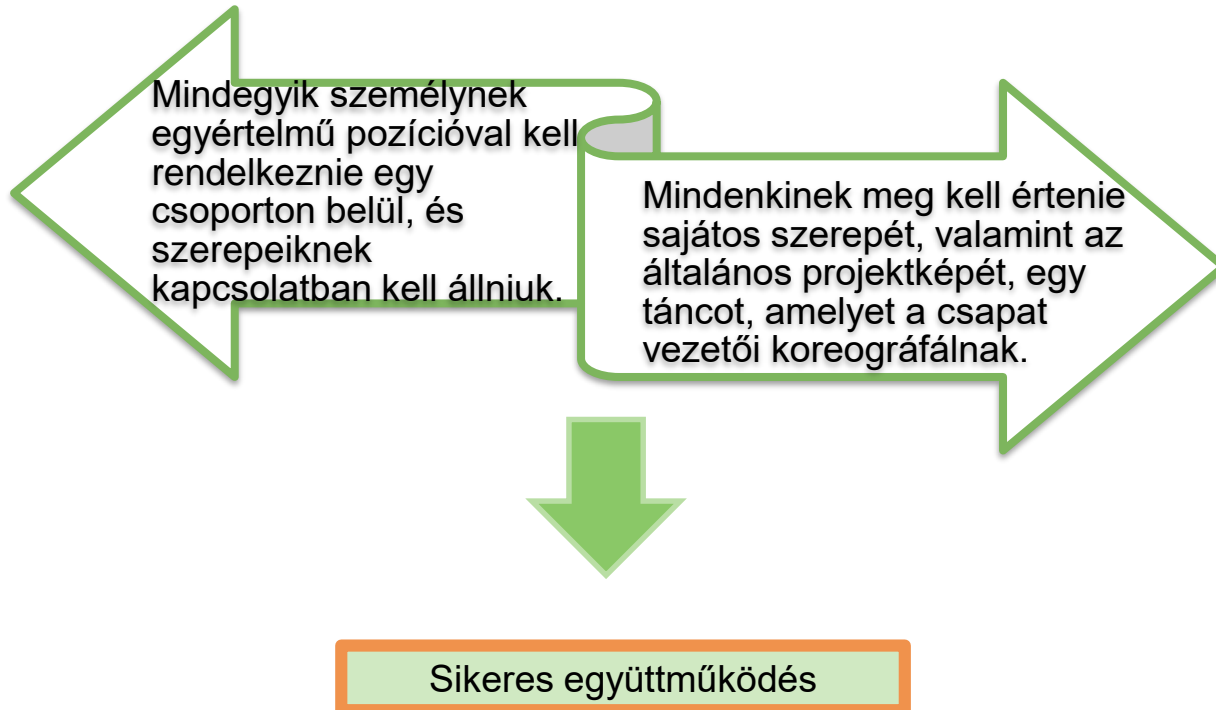 Mindegyik személynek
egyértelmű pozícióval kell
rendelkeznie egy
csoporton belül, és
szerepeiknek
kapcsolatban kell állniuk.
Mindenkinek meg kell értenie
sajátos szerepét, valamint az
általános projektképét, egy
táncot, amelyet a csapat
vezetői koreográfálnak.
Sikeres együttműködés